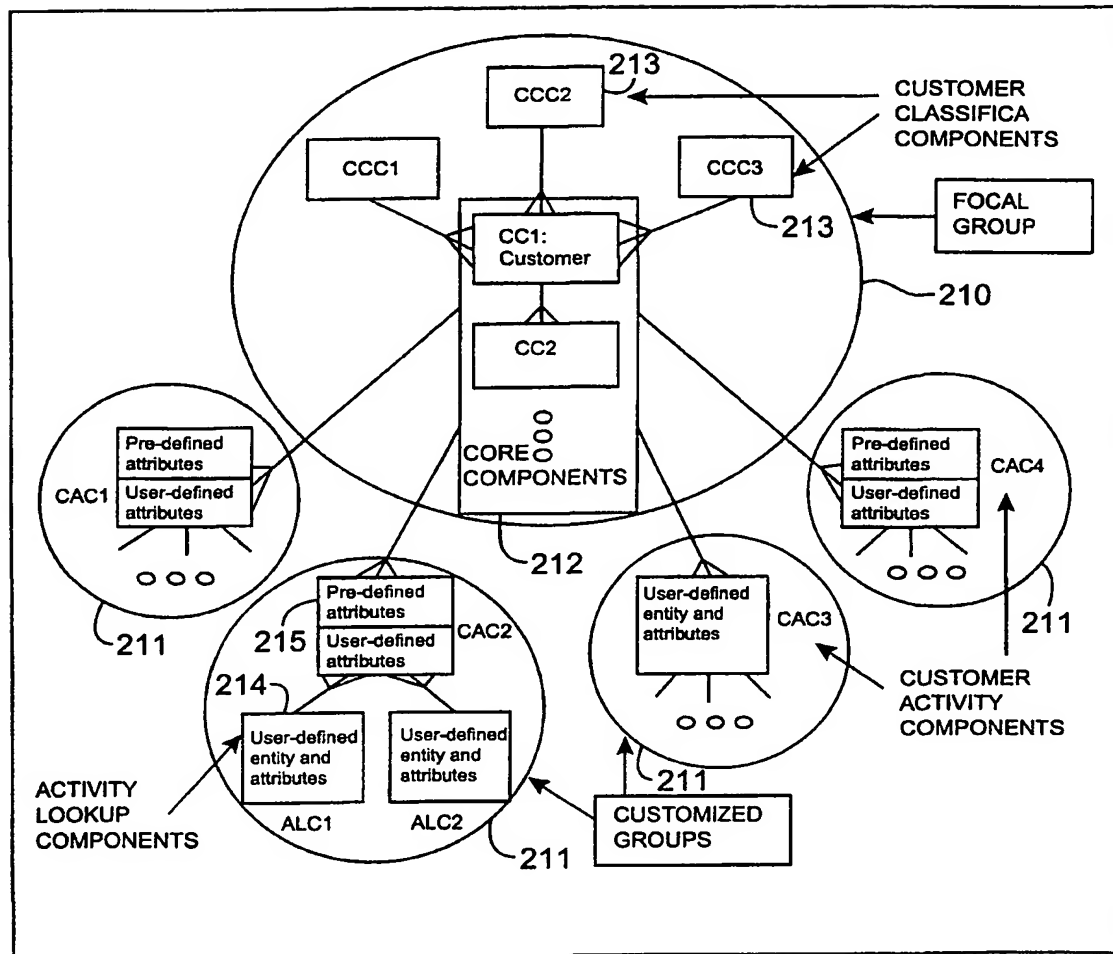 213
CCC2
CUSTOMER
CLASSIFICA
COMPONENTS
CCC1
CCC3
213
FOCAL
GROUP
CC1:
Customer
210
CC2
CORE
COMPONENTS
212
CAC1
Pre-defined
attributes
User-defined
attributes
211
Pre-defined
attributes
User-defined
attributes
CAC4
211
215
Pre-defined
attributes
User-defined
attributes
CAC2
User-defined
entity and
attributes
CAC3
211
CUSTOMER
ACTIVITY
COMPONENTS
214
User-defined
entity and
attributes
User-defined
entity and
attributes
ACTIVITY
LOOKUP
COMPONENTS
ALC1
ALC2
211
CUSTOMIZED
GROUPS